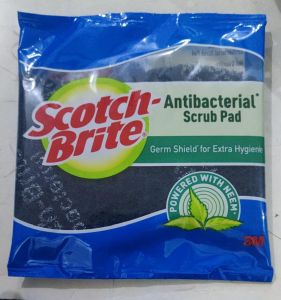 Scotch-
Brite
Antibacterial*
Scrub Pad
Germ Shield* for Extra Hygiene
POWERED WITH NEEM*
3M